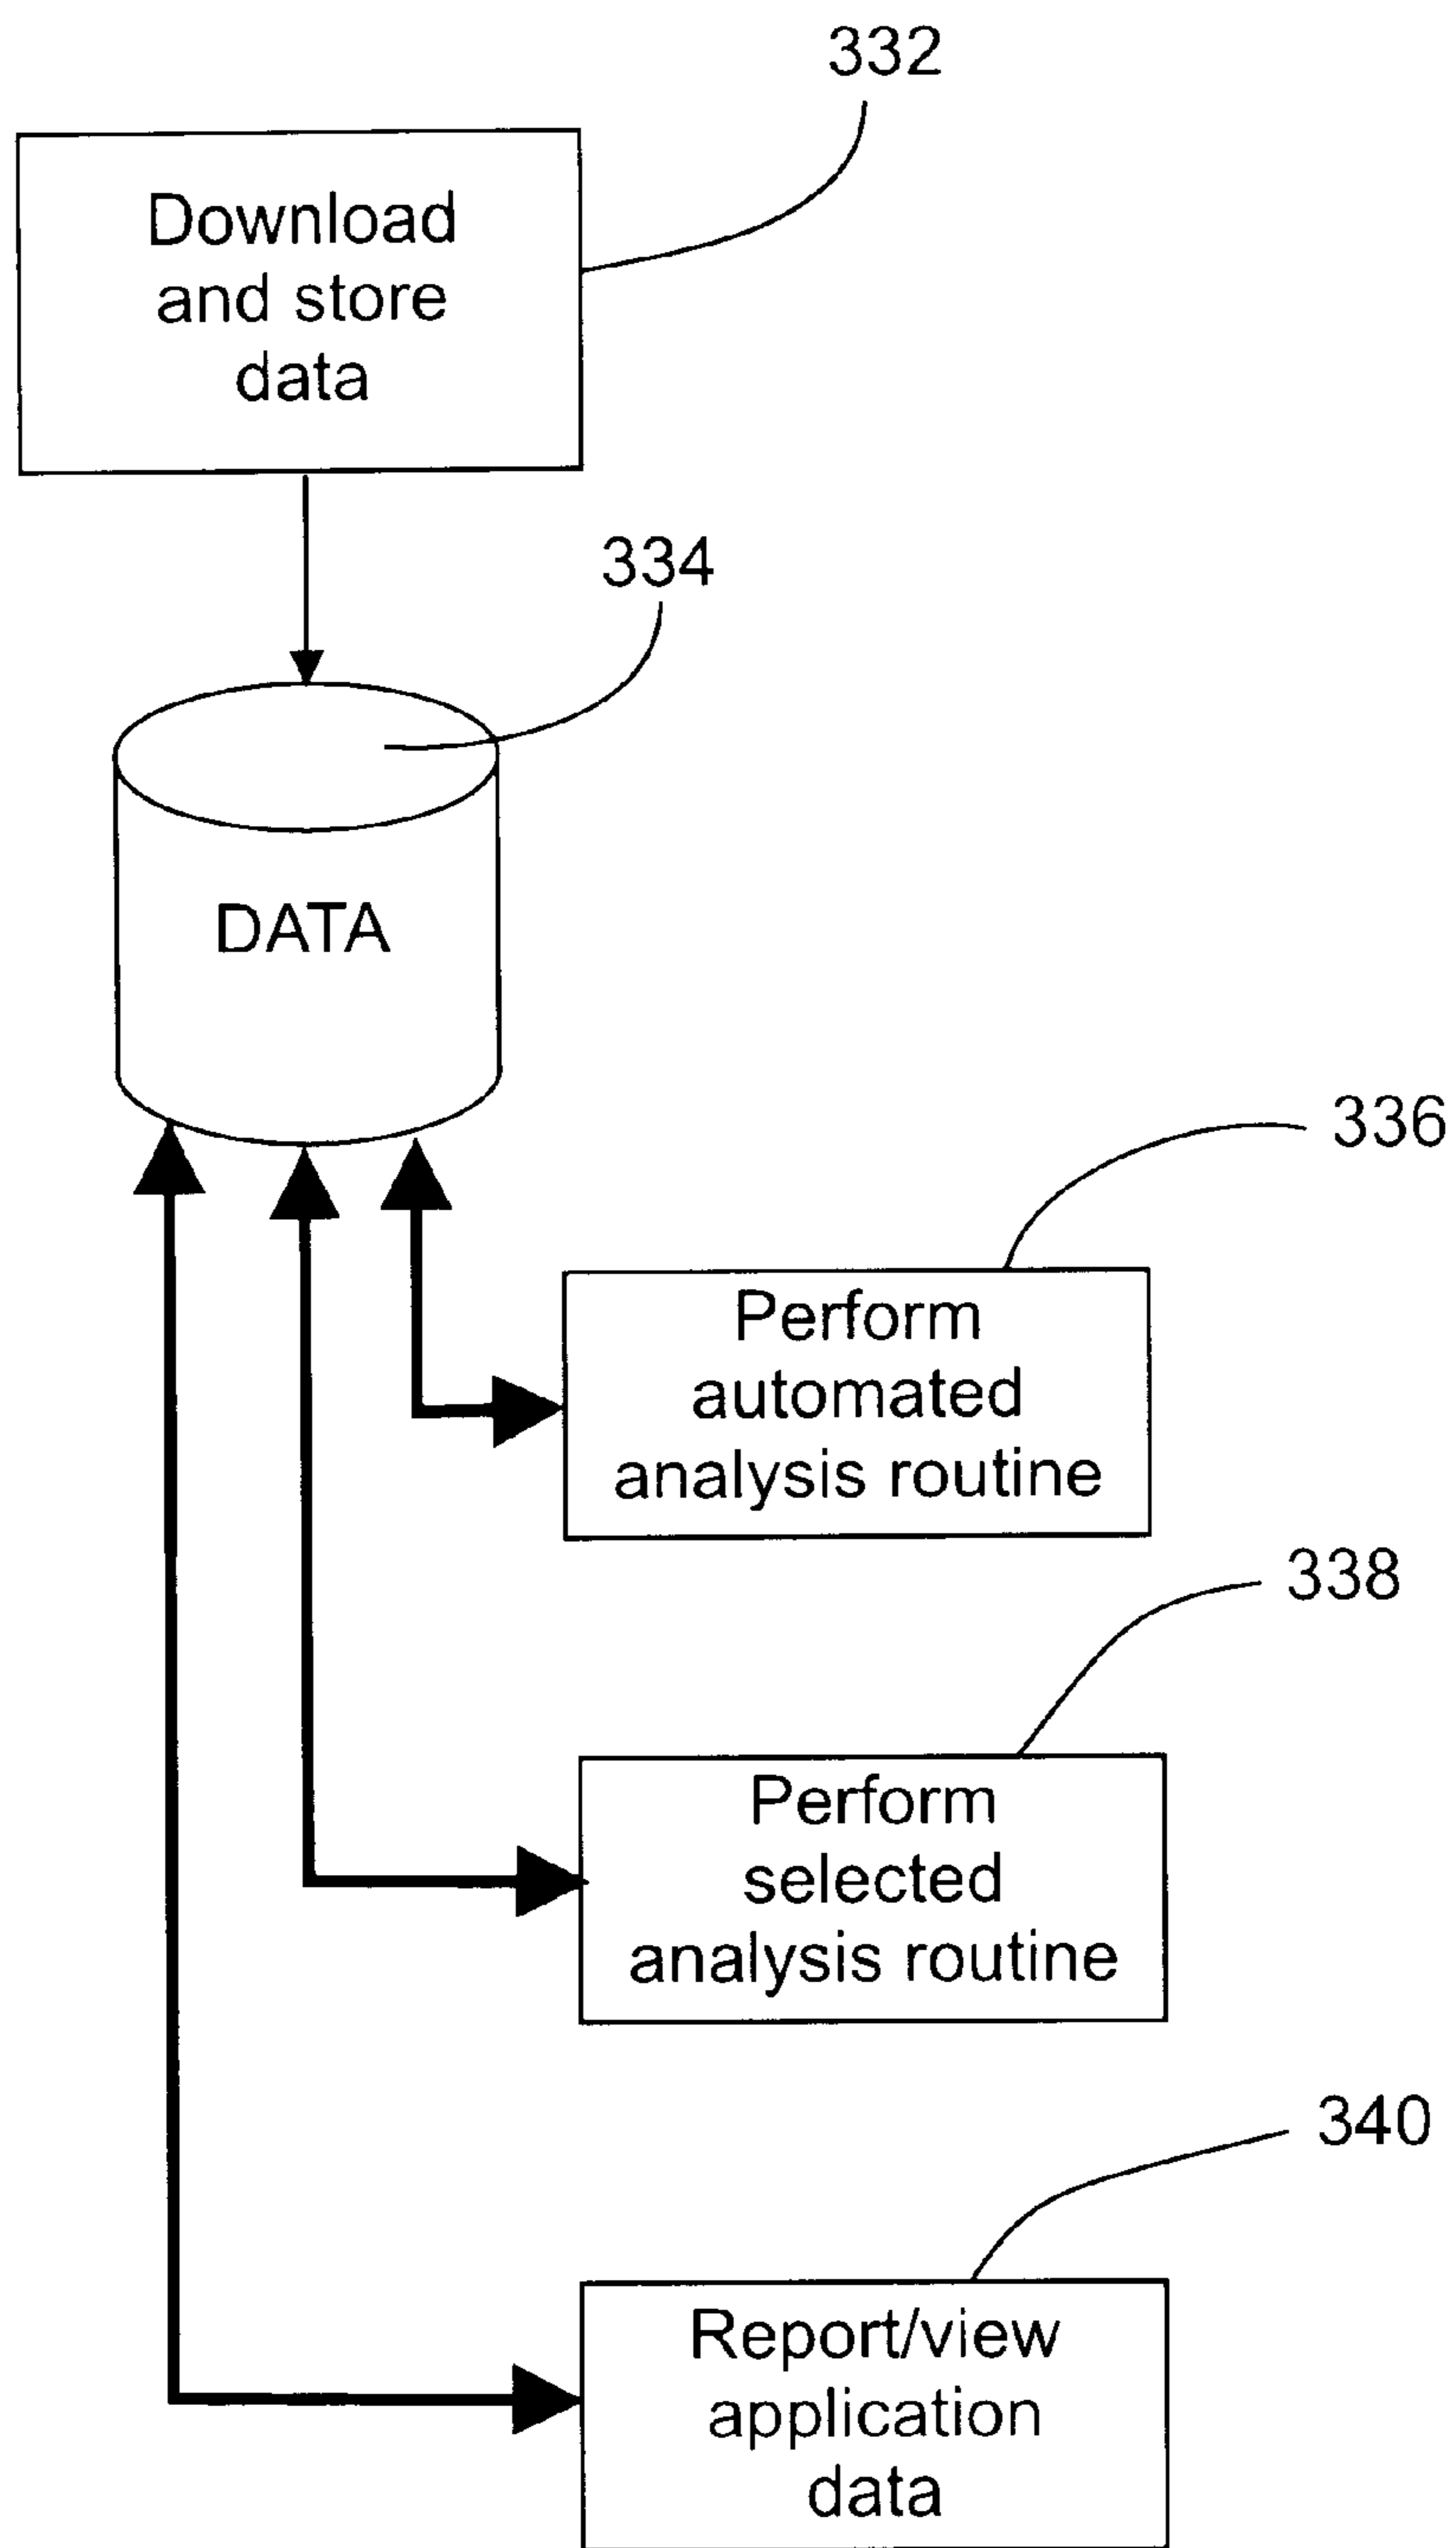 332
Download
and store
data
334
DATA
336
Perform
automated
analysis routine
338
Perform
selected
analysis routine
340
Report/view
application
data